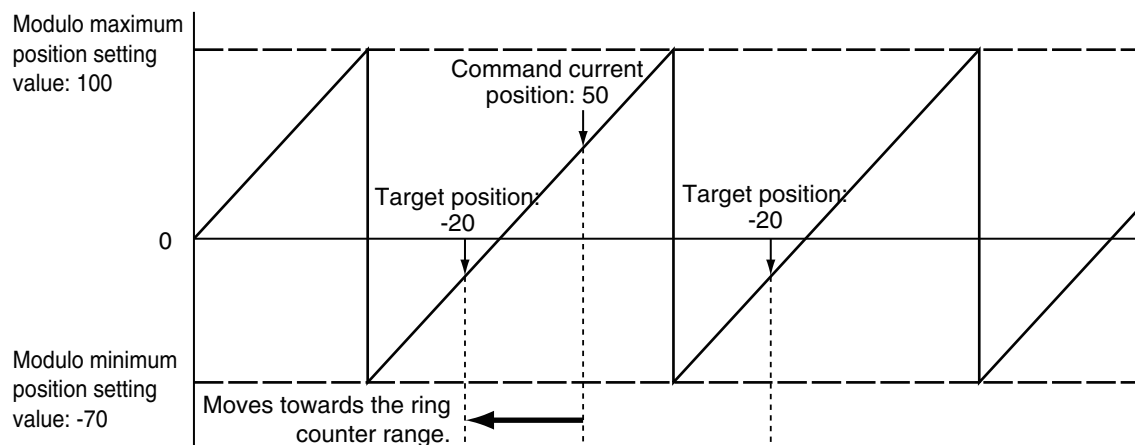 Modulo maximum
position setting
value: 100
Command current
position: 50
Target position:
-20
Target position:
-20
0
Modulo minimum
position setting
value: -70
Moves towards the ring
counter range.